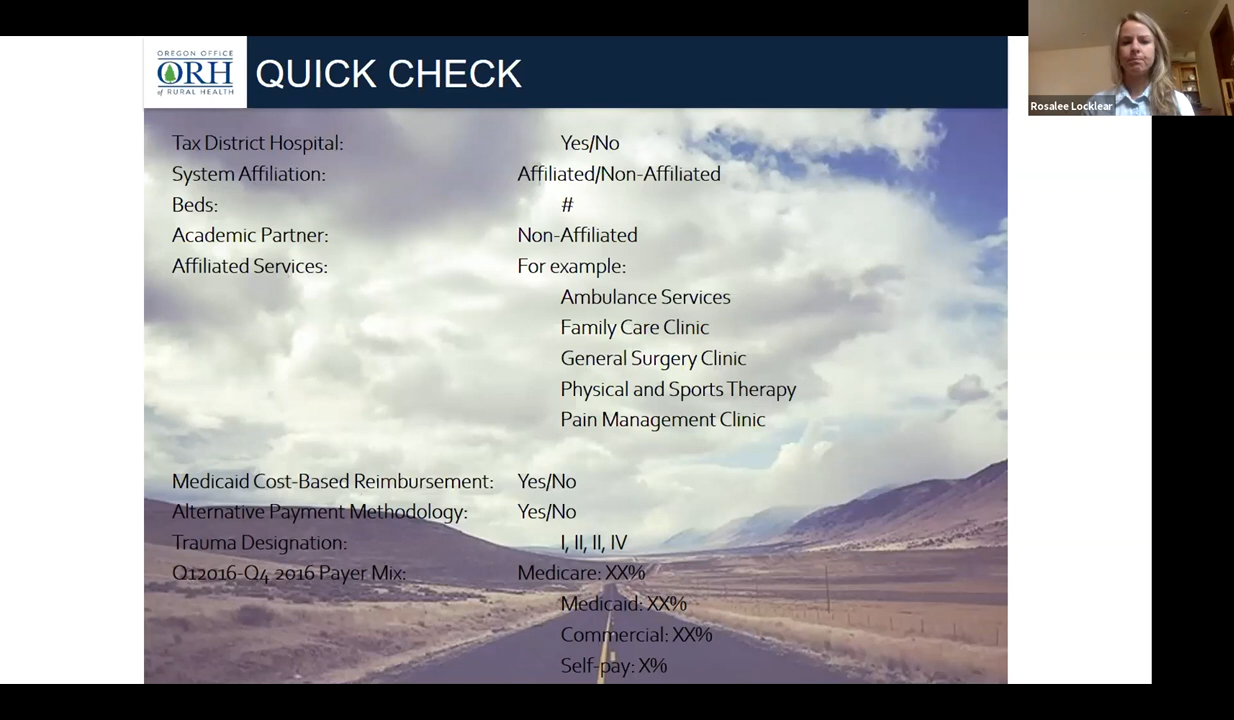 OREGON OFFICE
ORH
of RURAL HEALTH
QUICK CHECK
Rosalee Locklear
Tax District Hospital: Yes/No
System Affiliation: Affiliated/Non-Affiliated
Beds: #
Academic Partner: Non-Affiliated
Affiliated Services: For example:
Ambulance Services
Family Care Clinic
General Surgery Clinic
Physical and Sports Therapy
Pain Management Clinic
Medicaid Cost-Based Reimbursement: Yes/No
Alternative Payment Methodology: Yes/No
Trauma Designation: I, II, II, IV
Q12016-Q4 2016 Payer Mix: Medicare: XX%
Medicaid: XX%
Commercial: XX%
Self-pay: X%